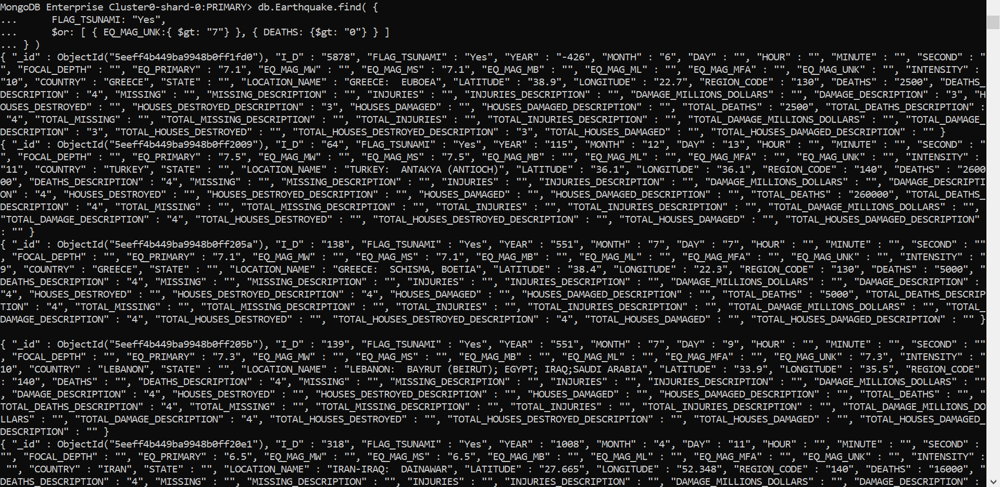 MongoDB Enterprise Cluster0-shard-0:PRIMARY> db.Earthquake.find( {
...      FLAG_TSUNAMI: "Yes",
...      $or: [ { EQ_MAG_UNK:{ $gt: "7"} }, { DEATHS: {$gt: "0"} } ]
... } )
{ "_id" : ObjectId("5eeff4b449ba9948b0ff1fd0"), "I_D" : "5878", "FLAG_TSUNAMI" : "Yes", "YEAR" : "-426", "MONTH" : "6", "DAY" : "", "HOUR" : "", "MINUTE" : "", "SECOND" : "
", "FOCAL_DEPTH" : "", "EQ_PRIMARY" : "7.1", "EQ_MAG_MW" : "", "EQ_MAG_MS" : "7.1", "EQ_MAG_MB" : "", "EQ_MAG_ML" : "", "EQ_MAG_MFA" : "", "EQ_MAG_UNK" : "", "INTENSITY" :
"10", "COUNTRY" : "GREECE", "STATE" : "", "LOCATION_NAME" : "GREECE:  EUBOEA", "LATITUDE" : "38.9", "LONGITUDE" : "22.7", "REGION_CODE" : "130", "DEATHS" : "2500", "DEATHS_
DESCRIPTION" : "4", "MISSING" : "", "MISSING_DESCRIPTION" : "", "INJURIES" : "", "INJURIES_DESCRIPTION" : "", "DAMAGE_MILLIONS_DOLLARS" : "", "DAMAGE_DESCRIPTION" : "3", "H
OUSES_DESTROYED" : "", "HOUSES_DESTROYED_DESCRIPTION" : "3", "HOUSES_DAMAGED" : "", "HOUSES_DAMAGED_DESCRIPTION" : "", "TOTAL_DEATHS" : "2500", "TOTAL_DEATHS_DESCRIPTION" :
 "4", "TOTAL_MISSING" : "", "TOTAL_MISSING_DESCRIPTION" : "", "TOTAL_INJURIES" : "", "TOTAL_INJURIES_DESCRIPTION" : "", "TOTAL_DAMAGE_MILLIONS_DOLLARS" : "", "TOTAL_DAMAGE_
DESCRIPTION" : "3", "TOTAL_HOUSES_DESTROYED" : "", "TOTAL_HOUSES_DESTROYED_DESCRIPTION" : "3", "TOTAL_HOUSES_DAMAGED" : "", "TOTAL_HOUSES_DAMAGED_DESCRIPTION" : "" }
{ "_id" : ObjectId("5eeff4b449ba9948b0ff2009"), "I_D" : "64", "FLAG_TSUNAMI" : "Yes", "YEAR" : "115", "MONTH" : "12", "DAY" : "13", "HOUR" : "", "MINUTE" : "", "SECOND" : "
", "FOCAL_DEPTH" : "", "EQ_PRIMARY" : "7.5", "EQ_MAG_MW" : "", "EQ_MAG_MS" : "7.5", "EQ_MAG_MB" : "", "EQ_MAG_ML" : "", "EQ_MAG_MFA" : "", "EQ_MAG_UNK" : "", "INTENSITY" :
"11", "COUNTRY" : "TURKEY", "STATE" : "", "LOCATION_NAME" : "TURKEY:  ANTAKYA (ANTIOCH)", "LATITUDE" : "36.1", "LONGITUDE" : "36.1", "REGION_CODE" : "140", "DEATHS" : "2600
00", "DEATHS_DESCRIPTION" : "4", "MISSING" : "", "MISSING_DESCRIPTION" : "", "INJURIES" : "", "INJURIES_DESCRIPTION" : "", "DAMAGE_MILLIONS_DOLLARS" : "", "DAMAGE_DESCRIPTI
ON" : "4", "HOUSES_DESTROYED" : "", "HOUSES_DESTROYED_DESCRIPTION" : "", "HOUSES_DAMAGED" : "", "HOUSES_DAMAGED_DESCRIPTION" : "", "TOTAL_DEATHS" : "260000", "TOTAL_DEATHS_
DESCRIPTION" : "4", "TOTAL_MISSING" : "", "TOTAL_MISSING_DESCRIPTION" : "", "TOTAL_INJURIES" : "", "TOTAL_INJURIES_DESCRIPTION" : "", "TOTAL_DAMAGE_MILLIONS_DOLLARS" : "",
"TOTAL_DAMAGE_DESCRIPTION" : "4", "TOTAL_HOUSES_DESTROYED" : "", "TOTAL_HOUSES_DESTROYED_DESCRIPTION" : "", "TOTAL_HOUSES_DAMAGED" : "", "TOTAL_HOUSES_DAMAGED_DESCRIPTION"
: "" }
{ "_id" : ObjectId("5eeff4b449ba9948b0ff205a"), "I_D" : "138", "FLAG_TSUNAMI" : "Yes", "YEAR" : "551", "MONTH" : "7", "DAY" : "7", "HOUR" : "", "MINUTE" : "", "SECOND" : ""
, "FOCAL_DEPTH" : "", "EQ_PRIMARY" : "7.1", "EQ_MAG_MW" : "", "EQ_MAG_MS" : "7.1", "EQ_MAG_MB" : "", "EQ_MAG_ML" : "", "EQ_MAG_MFA" : "", "EQ_MAG_UNK" : "", "INTENSITY" : "
9", "COUNTRY" : "GREECE", "STATE" : "", "LOCATION_NAME" : "GREECE:  SCHISMA, BOETIA", "LATITUDE" : "38.4", "LONGITUDE" : "22.3", "REGION_CODE" : "130", "DEATHS" : "5000", "
DEATHS_DESCRIPTION" : "4", "MISSING" : "", "MISSING_DESCRIPTION" : "", "INJURIES" : "", "INJURIES_DESCRIPTION" : "", "DAMAGE_MILLIONS_DOLLARS" : "", "DAMAGE_DESCRIPTION" :
"4", "HOUSES_DESTROYED" : "", "HOUSES_DESTROYED_DESCRIPTION" : "4", "HOUSES_DAMAGED" : "", "HOUSES_DAMAGED_DESCRIPTION" : "", "TOTAL_DEATHS" : "5000", "TOTAL_DEATHS_DESCRIP
TION" : "4", "TOTAL_MISSING" : "", "TOTAL_MISSING_DESCRIPTION" : "", "TOTAL_INJURIES" : "", "TOTAL_INJURIES_DESCRIPTION" : "", "TOTAL_DAMAGE_MILLIONS_DOLLARS" : "", "TOTAL_
DAMAGE_DESCRIPTION" : "4", "TOTAL_HOUSES_DESTROYED" : "", "TOTAL_HOUSES_DESTROYED_DESCRIPTION" : "4", "TOTAL_HOUSES_DAMAGED" : "", "TOTAL_HOUSES_DAMAGED_DESCRIPTION" : "" }
{ "_id" : ObjectId("5eeff4b449ba9948b0ff205b"), "I_D" : "139", "FLAG_TSUNAMI" : "Yes", "YEAR" : "551", "MONTH" : "7", "DAY" : "9", "HOUR" : "", "MINUTE" : "", "SECOND" : ""
, "FOCAL_DEPTH" : "", "EQ_PRIMARY" : "7.3", "EQ_MAG_MW" : "", "EQ_MAG_MS" : "", "EQ_MAG_MB" : "", "EQ_MAG_ML" : "", "EQ_MAG_MFA" : "", "EQ_MAG_UNK" : "7.3", "INTENSITY" : "
10", "COUNTRY" : "LEBANON", "STATE" : "", "LOCATION_NAME" : "LEBANON:  BAYRUT (BEIRUT); EGYPT; IRAQ;SAUDI ARABIA", "LATITUDE" : "33.9", "LONGITUDE" : "35.5", "REGION_CODE"
: "140", "DEATHS" : "", "DEATHS_DESCRIPTION" : "4", "MISSING" : "", "MISSING_DESCRIPTION" : "", "INJURIES" : "", "INJURIES_DESCRIPTION" : "", "DAMAGE_MILLIONS_DOLLARS" : ""
, "DAMAGE_DESCRIPTION" : "4", "HOUSES_DESTROYED" : "", "HOUSES_DESTROYED_DESCRIPTION" : "", "HOUSES_DAMAGED" : "", "HOUSES_DAMAGED_DESCRIPTION" : "", "TOTAL_DEATHS" : "", "
TOTAL_DEATHS_DESCRIPTION" : "4", "TOTAL_MISSING" : "", "TOTAL_MISSING_DESCRIPTION" : "", "TOTAL_INJURIES" : "", "TOTAL_INJURIES_DESCRIPTION" : "", "TOTAL_DAMAGE_MILLIONS_DO
LLARS" : "", "TOTAL_DAMAGE_DESCRIPTION" : "4", "TOTAL_HOUSES_DESTROYED" : "", "TOTAL_HOUSES_DESTROYED_DESCRIPTION" : "", "TOTAL_HOUSES_DAMAGED" : "", "TOTAL_HOUSES_DAMAGED_
DESCRIPTION" : "" }
{ "_id" : ObjectId("5eeff4b449ba9948b0ff20e1"), "I_D" : "318", "FLAG_TSUNAMI" : "Yes", "YEAR" : "1008", "MONTH" : "4", "DAY" : "11", "HOUR" : "", "MINUTE" : "", "SECOND" :
"", "FOCAL_DEPTH" : "", "EQ_PRIMARY" : "6.5", "EQ_MAG_MW" : "", "EQ_MAG_MS" : "6.5", "EQ_MAG_MB" : "", "EQ_MAG_ML" : "", "EQ_MAG_MFA" : "", "EQ_MAG_UNK" : "", "INTENSITY" :
 "", "COUNTRY" : "IRAN", "STATE" : "", "LOCATION_NAME" : "IRAN-IRAQ:  DAINAWAR", "LATITUDE" : "27.665", "LONGITUDE" : "52.348", "REGION_CODE" : "140", "DEATHS" : "16000", "
DEATHS_DESCRIPTION" : "4", "MISSING" : "", "MISSING_DESCRIPTION" : "", "INJURIES" : "", "INJURIES_DESCRIPTION" : "", "DAMAGE_MILLIONS_DOLLARS" : "", "DAMAGE_DESCRIPTION" :